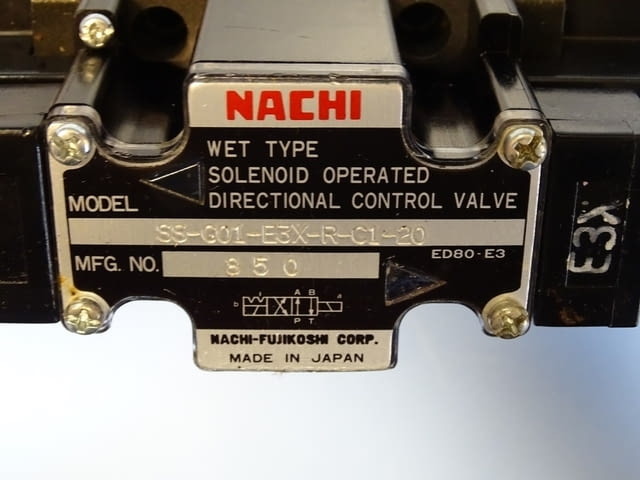 NACHI
WET TYPE
SOLENOID OPERATED
DIRECTIONAL CONTROL VALVE
MODEL
SS-G01-E3X-R-C1-20
MFG. NO. 850
ED80-E3
A B
b a
P T
NACHI-FUJIKOSHI CORP.
MADE IN JAPAN
E3X